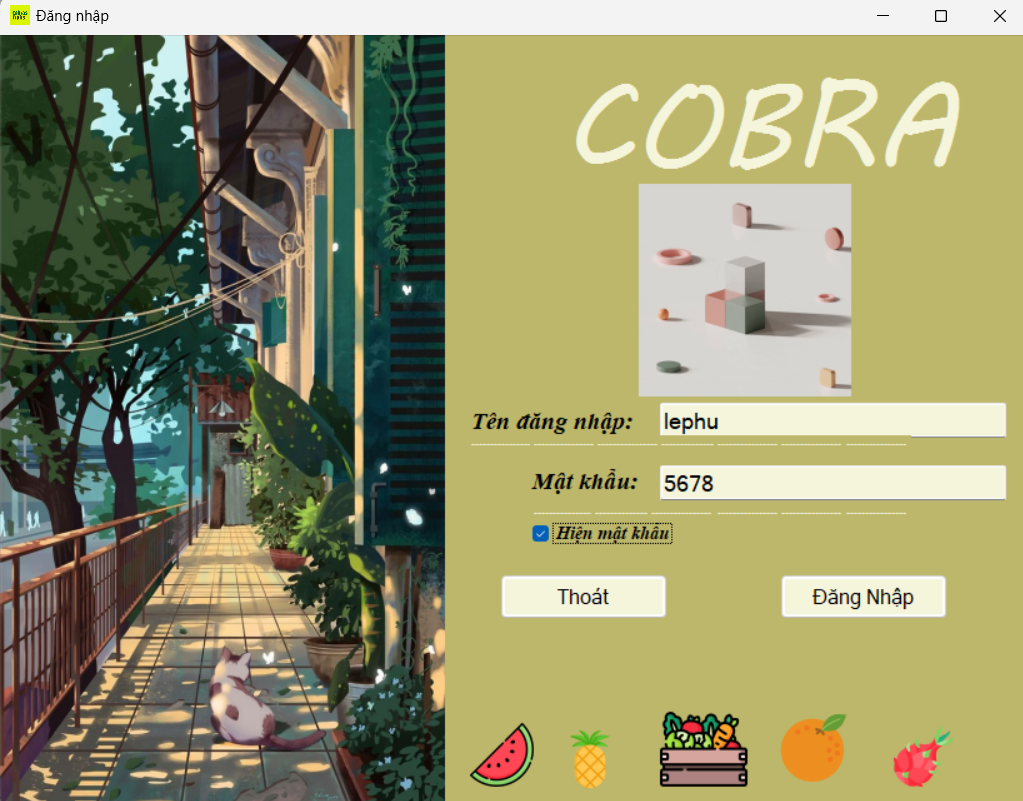 Đăng nhập
COBRA
Tên đăng nhập: lephu
Mật khẩu: 5678
Hiện mật khẩu
Thoát
Đăng Nhập